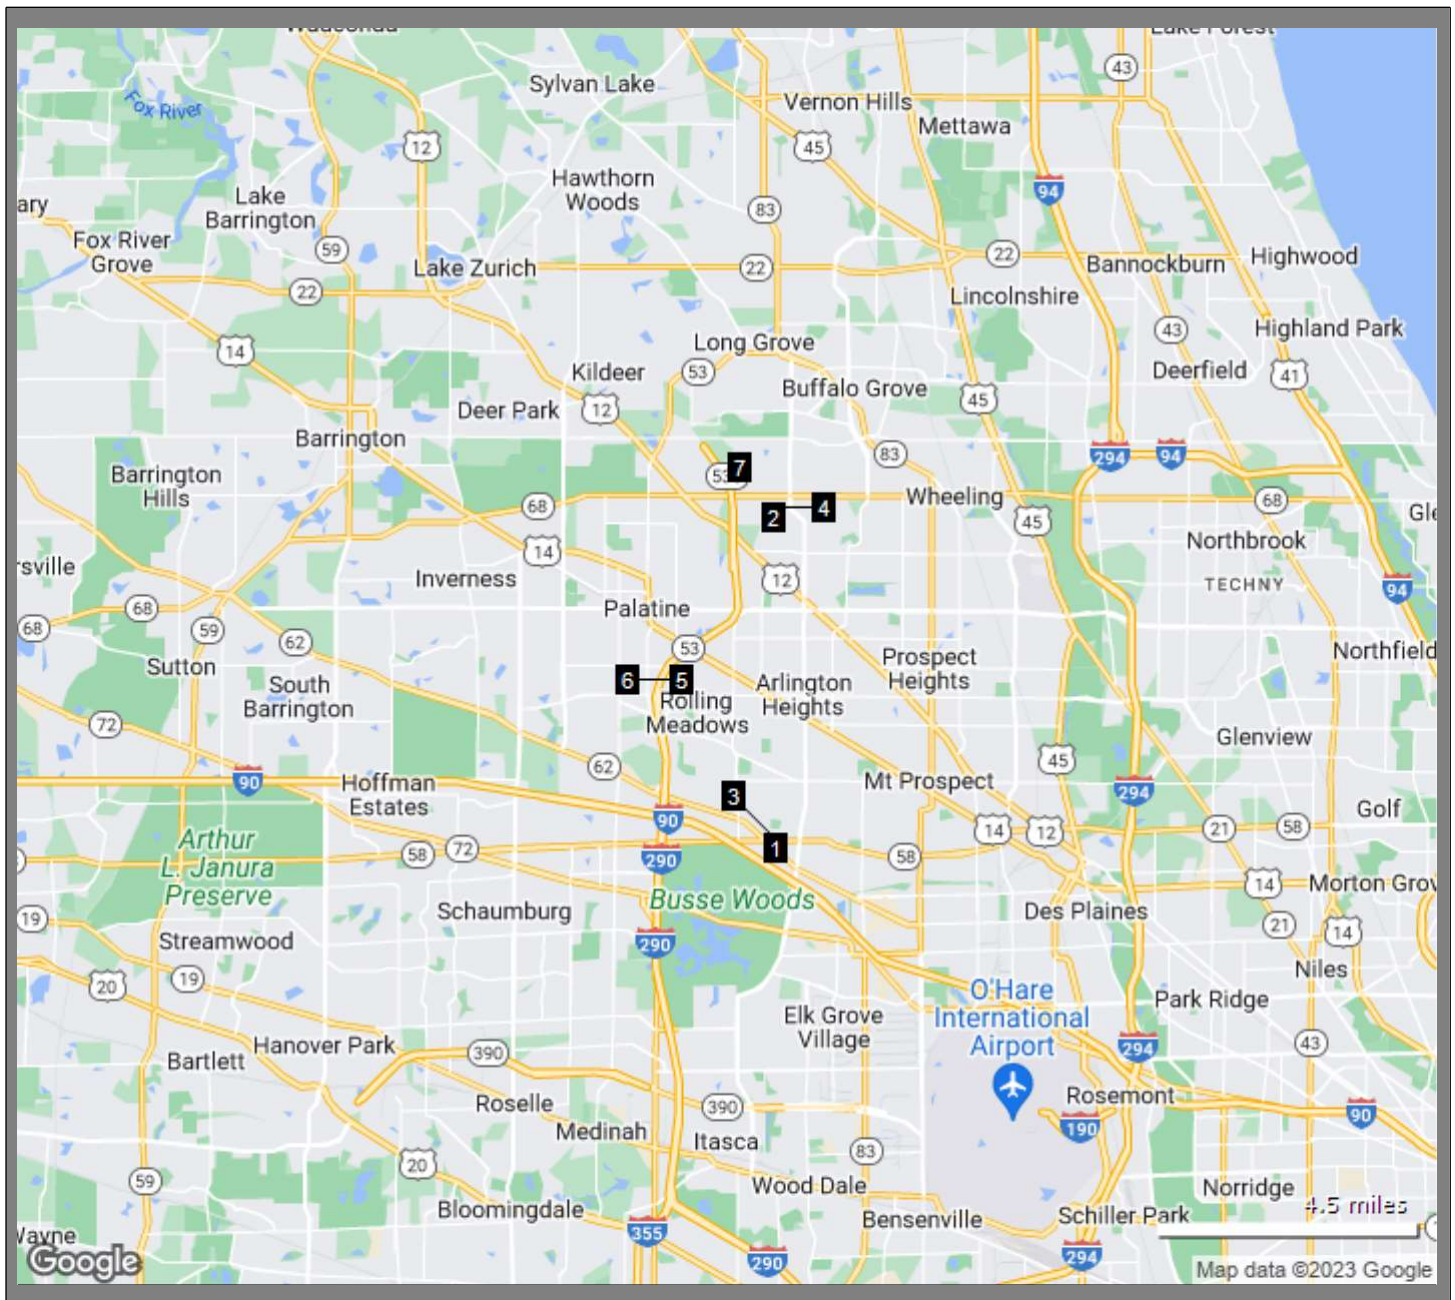 Sylvan Lake
Fox River
43
Vernon Hills
12
45
Mettawa
Hawthorn
Woods
94
Lake
Barrington
83
Fox River
Grove
59
Lake Zurich
22
22
Bannockburn
Highwood
22
Lincolnshire
14
Long Grove
43
Highland Park
53
Kildeer
Buffalo Grove
Deerfield
41
12
45
Deer Park
Barrington
83
294
94
7
Barrington
Hills
68
2
4
Wheeling
68
45
14
Northbrook
Inverness
12
TECHNY
94
68
Palatine
68
59
62
53
Northfield
Sutton
6
5
Prospect
Heights
South
Barrington
Arlington
Heights
Rolling
Meadows
72
Glenview
62
45
90
Hoffman
Estates
3
Mt Prospect
294
Golf
90
14
12
21
58
Arthur
L. Janura
Preserve
58
72
290
1
58
Busse Woods
14
19
Schaumburg
Des Plaines
21
14
Streamwood
290
19
Niles
20
O'Hare
International
Airport
Park Ridge
Elk Grove
Village
Hanover Park
390
294
43
Bartlett
Roselle
390
Rosemont
90
Medinah
Itasca
190
20
83
59
Wood Dale
Norridge
4.5 miles
Bloomingdale
Bensenville
Schiller Park
355
290
294
Google
Map data ©2023 Google